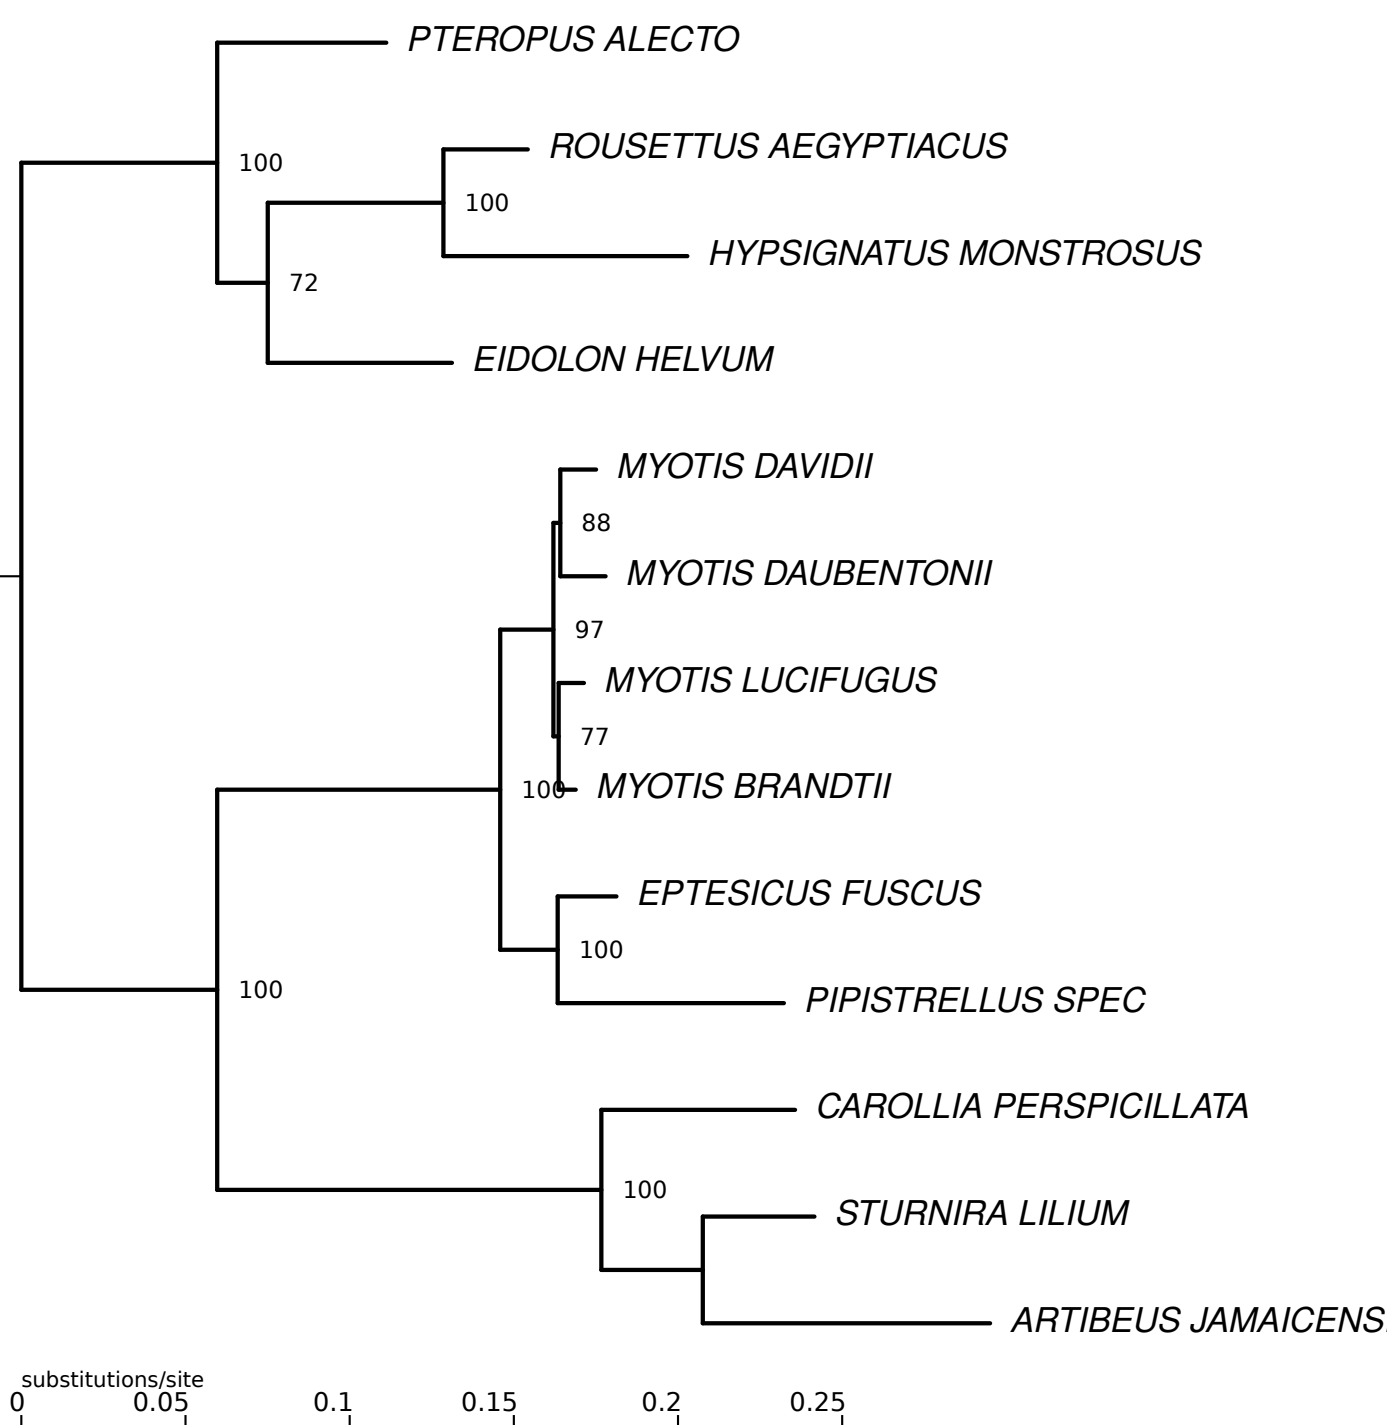 PTEROPUS ALECTO
ROUSETTUS AEGYPTIACUS
100
100
HYPSIGNATUS MONSTROSUS
72
EIDOLON HELVUM
MYOTIS DAVIDII
88
MYOTIS DAUBENTONII
97
MYOTIS LUCIFUGUS
77
100
MYOTIS BRANDTII
EPTESICUS FUSCUS
100
100
PIPISTRELLUS SPEC
CAROLLIA PERSPICILLATA
100
STURNIRA LILIUM
ARTIBEUS JAMAICENS
substitutions/site
0 0.05 0.1 0.15 0.2 0.25